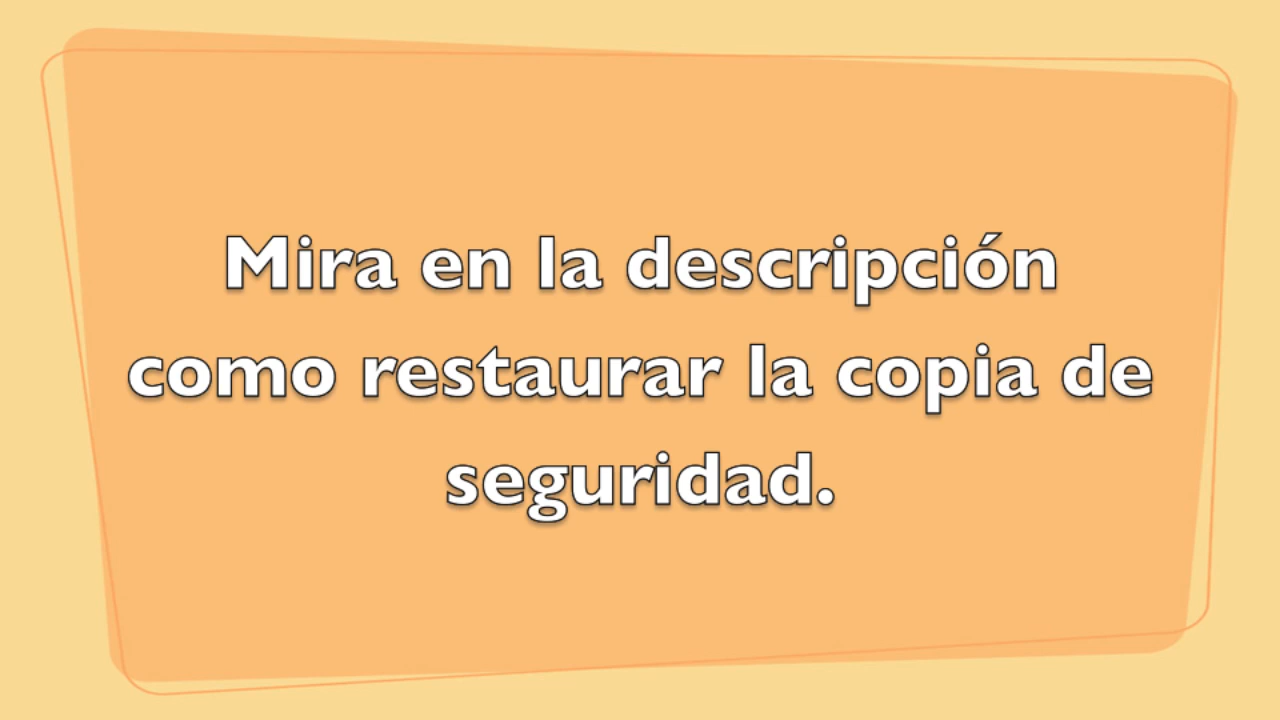 Mira en la descripción
como restaurar la copia de
seguridad.